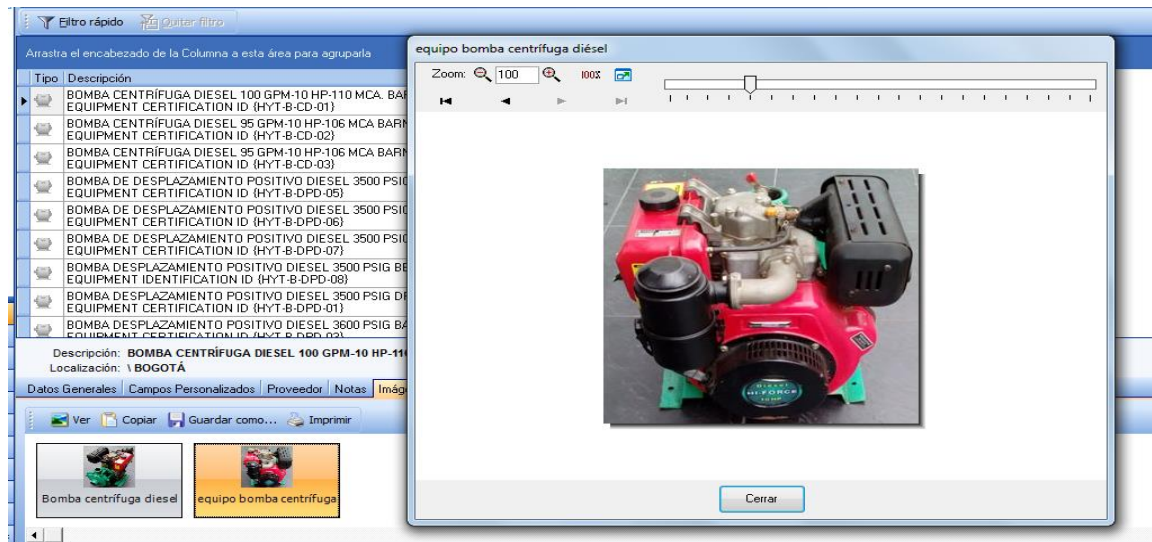 Filtro rápido Quitar filtro
Arrastra el encabezado de la Columna a esta área para agruparla
Tipo Descripción
BOMBA CENTRÍFUGA DIESEL 100 GPM-10 HP-110 MCA.
EQUIPMENT CERTIFICATION ID {HYT-B-CD-01}
BOMBA CENTRÍFUGA DIESEL 95 GPM-10 HP-106 MCA
EQUIPMENT CERTIFICATION ID {HYT-B-CD-02}
BOMBA CENTRÍFUGA DIESEL 95 GPM-10 HP-106 MCA
EQUIPMENT CERTIFICATION ID {HYT-B-CD-03}
BOMBA DE DESPLAZAMIENTO POSITIVO DIESEL 3500
EQUIPMENT CERTIFICATION ID {HYT-B-DPD-05}
BOMBA DE DESPLAZAMIENTO POSITIVO DIESEL 3500
EQUIPMENT CERTIFICATION ID {HYT-B-DPD-06}
BOMBA DE DESPLAZAMIENTO POSITIVO DIESEL 3500
EQUIPMENT CERTIFICATION ID {HYT-B-DPD-07}
BOMBA DESPLAZAMIENTO POSITIVO DIESEL 3500 PSIG
EQUIPMENT IDENTIFICATION ID {HYT-B-DPD-08}
BOMBA DESPLAZAMIENTO POSITIVO DIESEL 3500 PSIG
EQUIPMENT CERTIFICATION ID {HYT-B-DPD-01}
BOMBA DESPLAZAMIENTO POSITIVO DIESEL 3600 PSIG
Descripción: BOMBA CENTRÍFUGA DIESEL 100 GPM-10
Localización: \ BOGOTÁ
Datos Generales Campos Personalizados Proveedor Notas Imág
Ver Copiar Guardar como... Imprimir
Bomba centrífuga diesel equipo bomba centrífuga
equipo bomba centrífuga diésel
Zoom: 100 100%
Diesel
HI-FORCE
10 HP
Cerrar